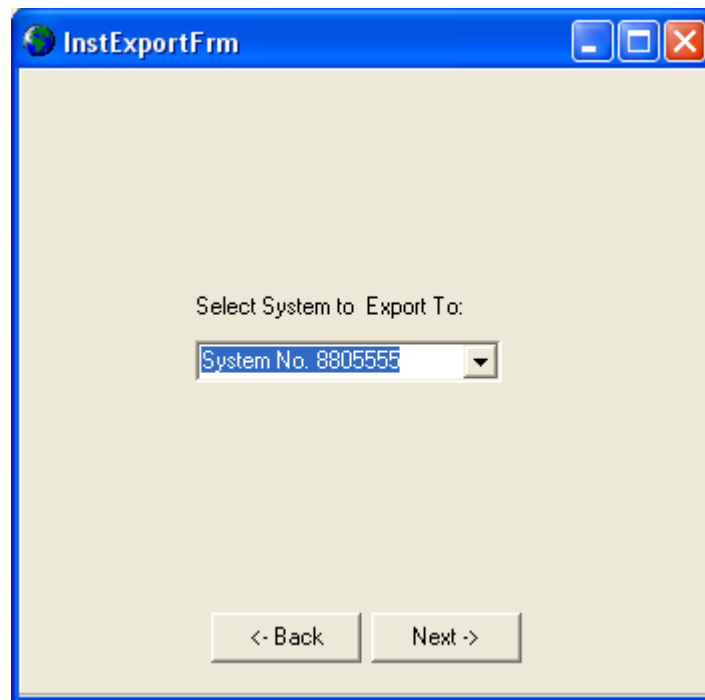 InstExportFrm
Select System to  Export To:
System No. 8805555
<- Back
Next ->